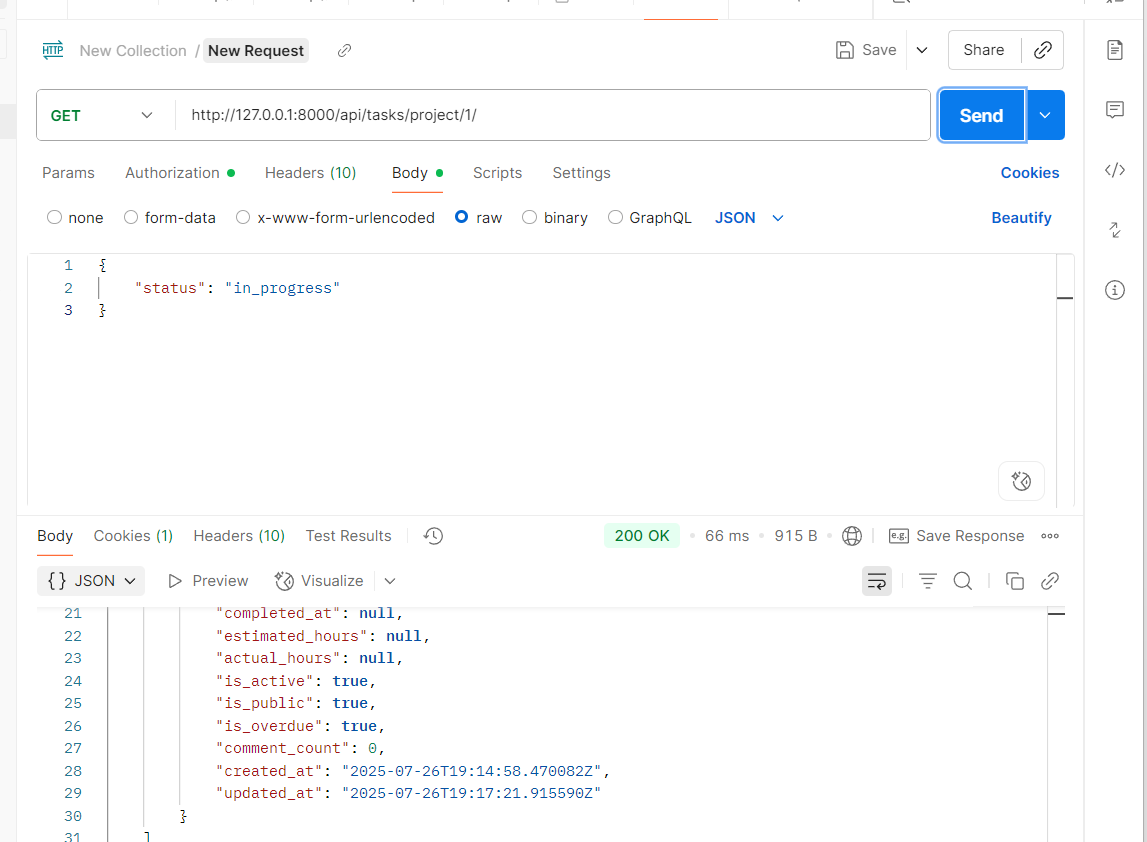 HTTP New Collection / New Request Save Share
GET http://127.0.0.1:8000/api/tasks/project/1/ Send
Params Authorization Headers (10) Body Scripts Settings Cookies
none form-data x-www-form-urlencoded raw binary GraphQL JSON Beautify
1 {
2 "status": "in_progress"
3 }
Body Cookies (1) Headers (10) Test Results 200 OK • 66 ms • 915 B • e.g. Save Response
{} JSON Preview Visualize
21 "completed_at": null,
22 "estimated_hours": null,
23 "actual_hours": null,
24 "is_active": true,
25 "is_public": true,
26 "is_overdue": true,
27 "comment_count": 0,
28 "created_at": "2025-07-26T19:14:58.470082Z",
29 "updated_at": "2025-07-26T19:17:21.915590Z"
30 }
31 ]